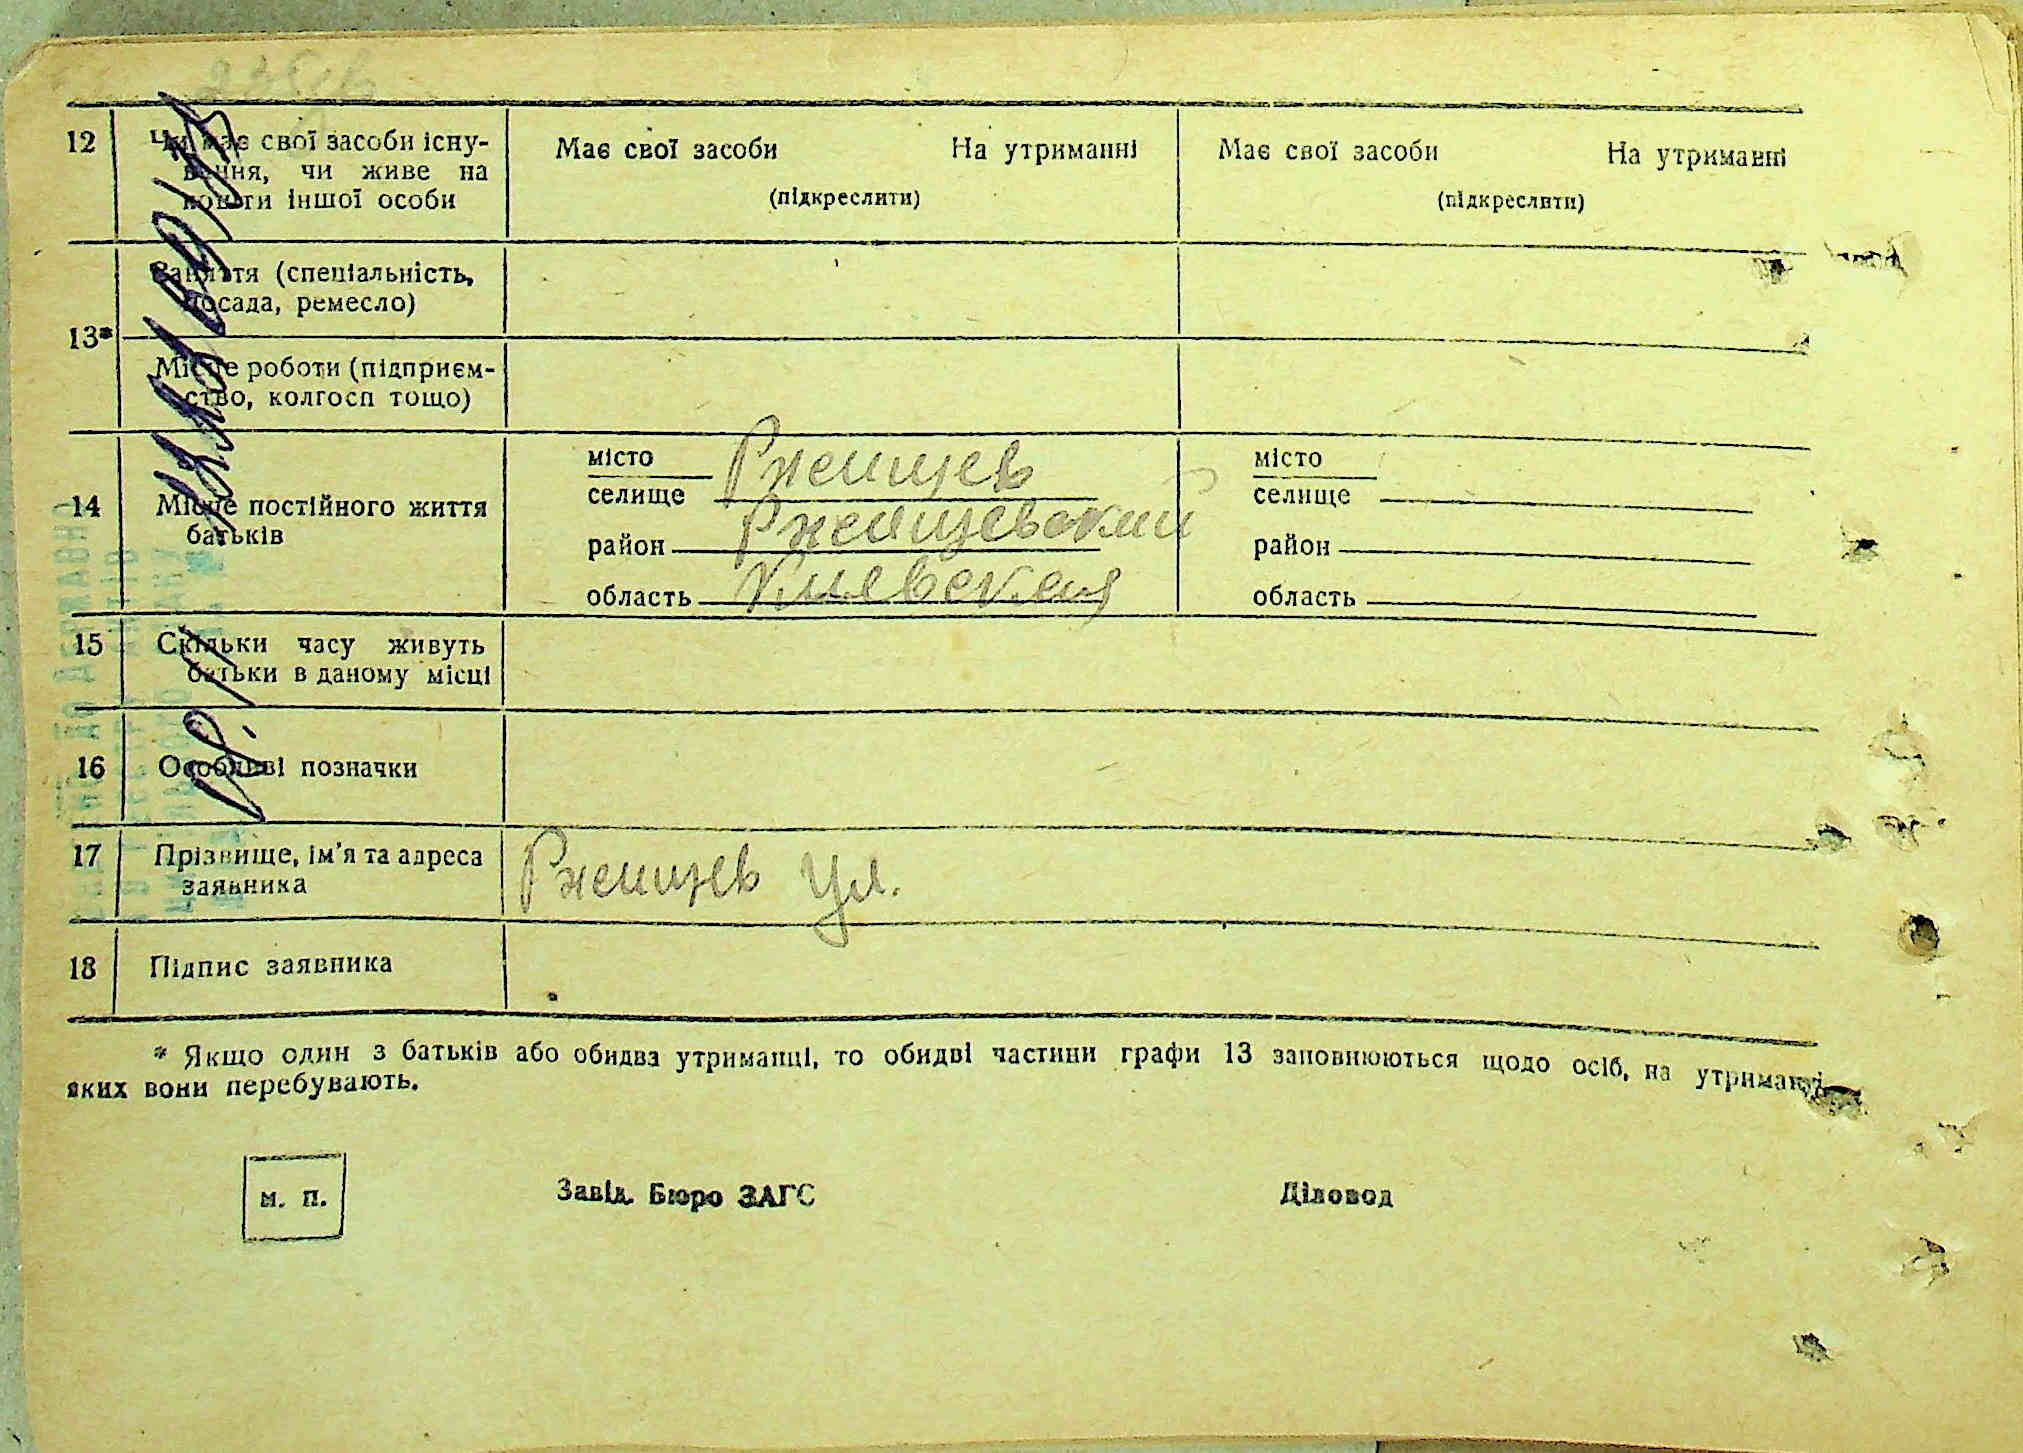 12 Чи має свої засоби існу- Має свої засоби На утриманні Має свої засоби На утриманні
вання, чи живе на
кошти іншої особи (підкреслити) (підкреслити)
Заняття (спеціальність,
посада, ремесло)
13*
Місце роботи (підприєм-
ство, колгосп тощо)
місто Ржищев місто
селище селище
14 Місце постійного життя
батьків
район Ржищевский район
область Киевская область
15 Скільки часу живуть
батьки в даному місці
16 Особливі позначки
17 Прізвище, ім'я та адреса Ржищев ул.
заявника
18 Підпис заявника
* Якщо один з батьків або обидва утриманці, то обидві частини графи 13 заповнюються щодо осіб, на утриманні
яких вони перебувають.
м. п. Завід. Бюро ЗАГС Діловод